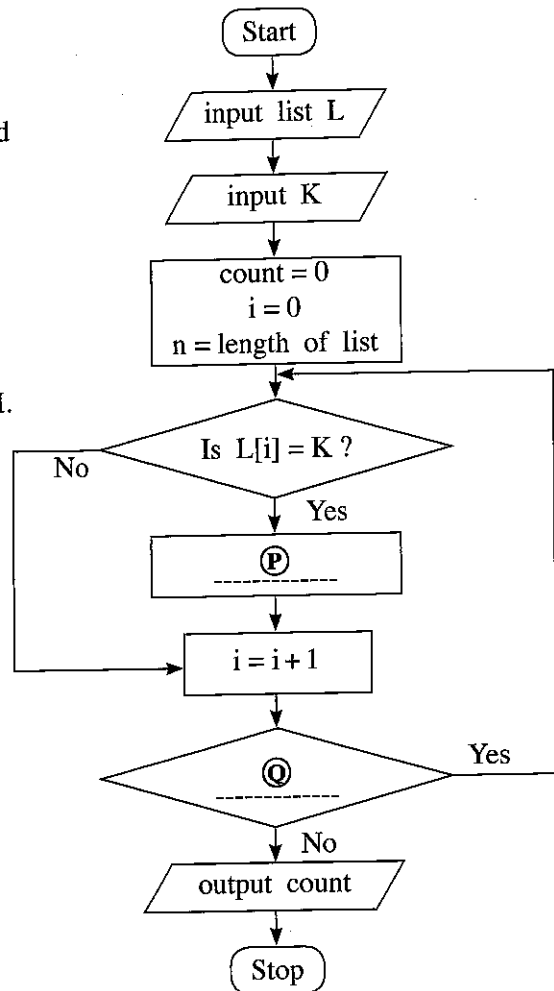 Start
input list L
d
input K
count = 0
i = 0
n = length of list
I.
Is L[i] = K ?
No
Yes
P
i = i + 1
Q
Yes
No
output count
Stop